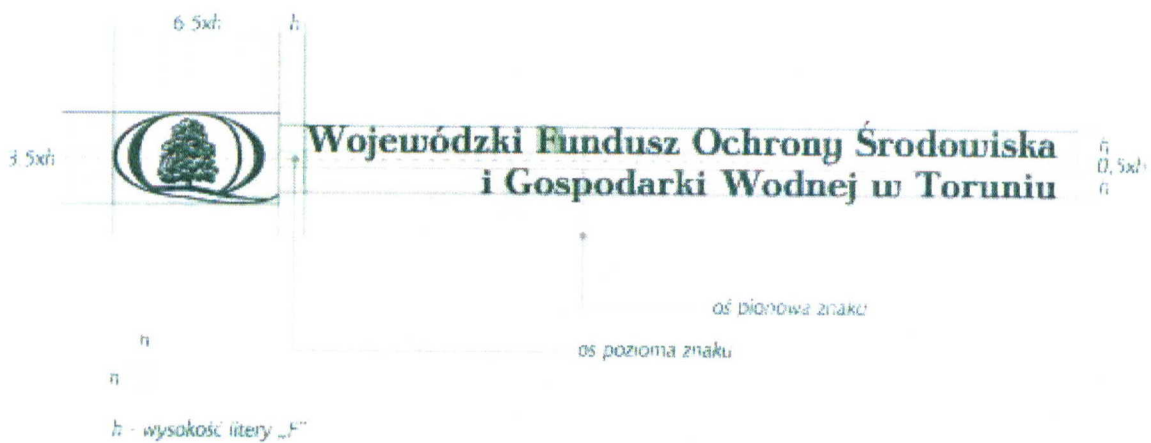 6 5xh h
Wojewódzki Fundusz Ochrony Środowiska
i Gospodarki Wodnej w Toruniu
3 5xh
h
0,5xh
h
oś pionowa znaku
oś pozioma znaku
h
h
h - wysokość litery „F”